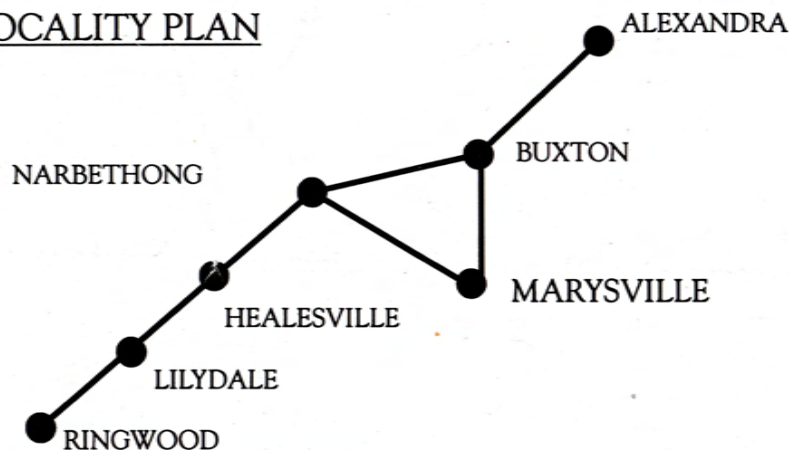 OCALITY PLAN
ALEXANDRA
BUXTON
NARBETHONG
MARYSVILLE
HEALESVILLE
LILYDALE
RINGWOOD